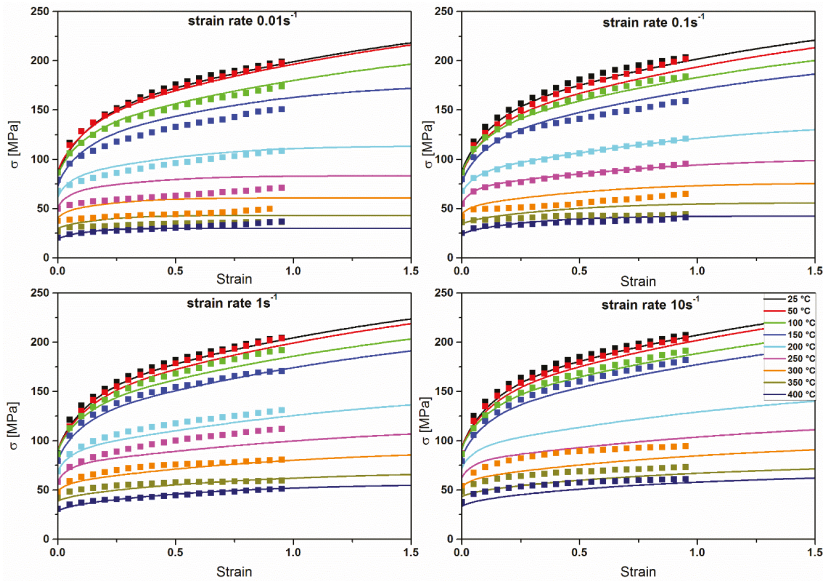 strain rate 0.01s-1
250
200
150
100
50
0
σ [MPa]
0.0 0.5 1.0 1.5
Strain
strain rate 0.1s-1
250
200
150
100
50
0
σ [MPa]
0.0 0.5 1.0 1.5
Strain
strain rate 1s-1
250
200
150
100
50
0
σ [MPa]
0.0 0.5 1.0 1.5
Strain
strain rate 10s-1
250
200
150
100
50
0
σ [MPa]
0.0 0.5 1.0 1.5
Strain
25 °C
50 °C
100 °C
150 °C
200 °C
250 °C
300 °C
350 °C
400 °C